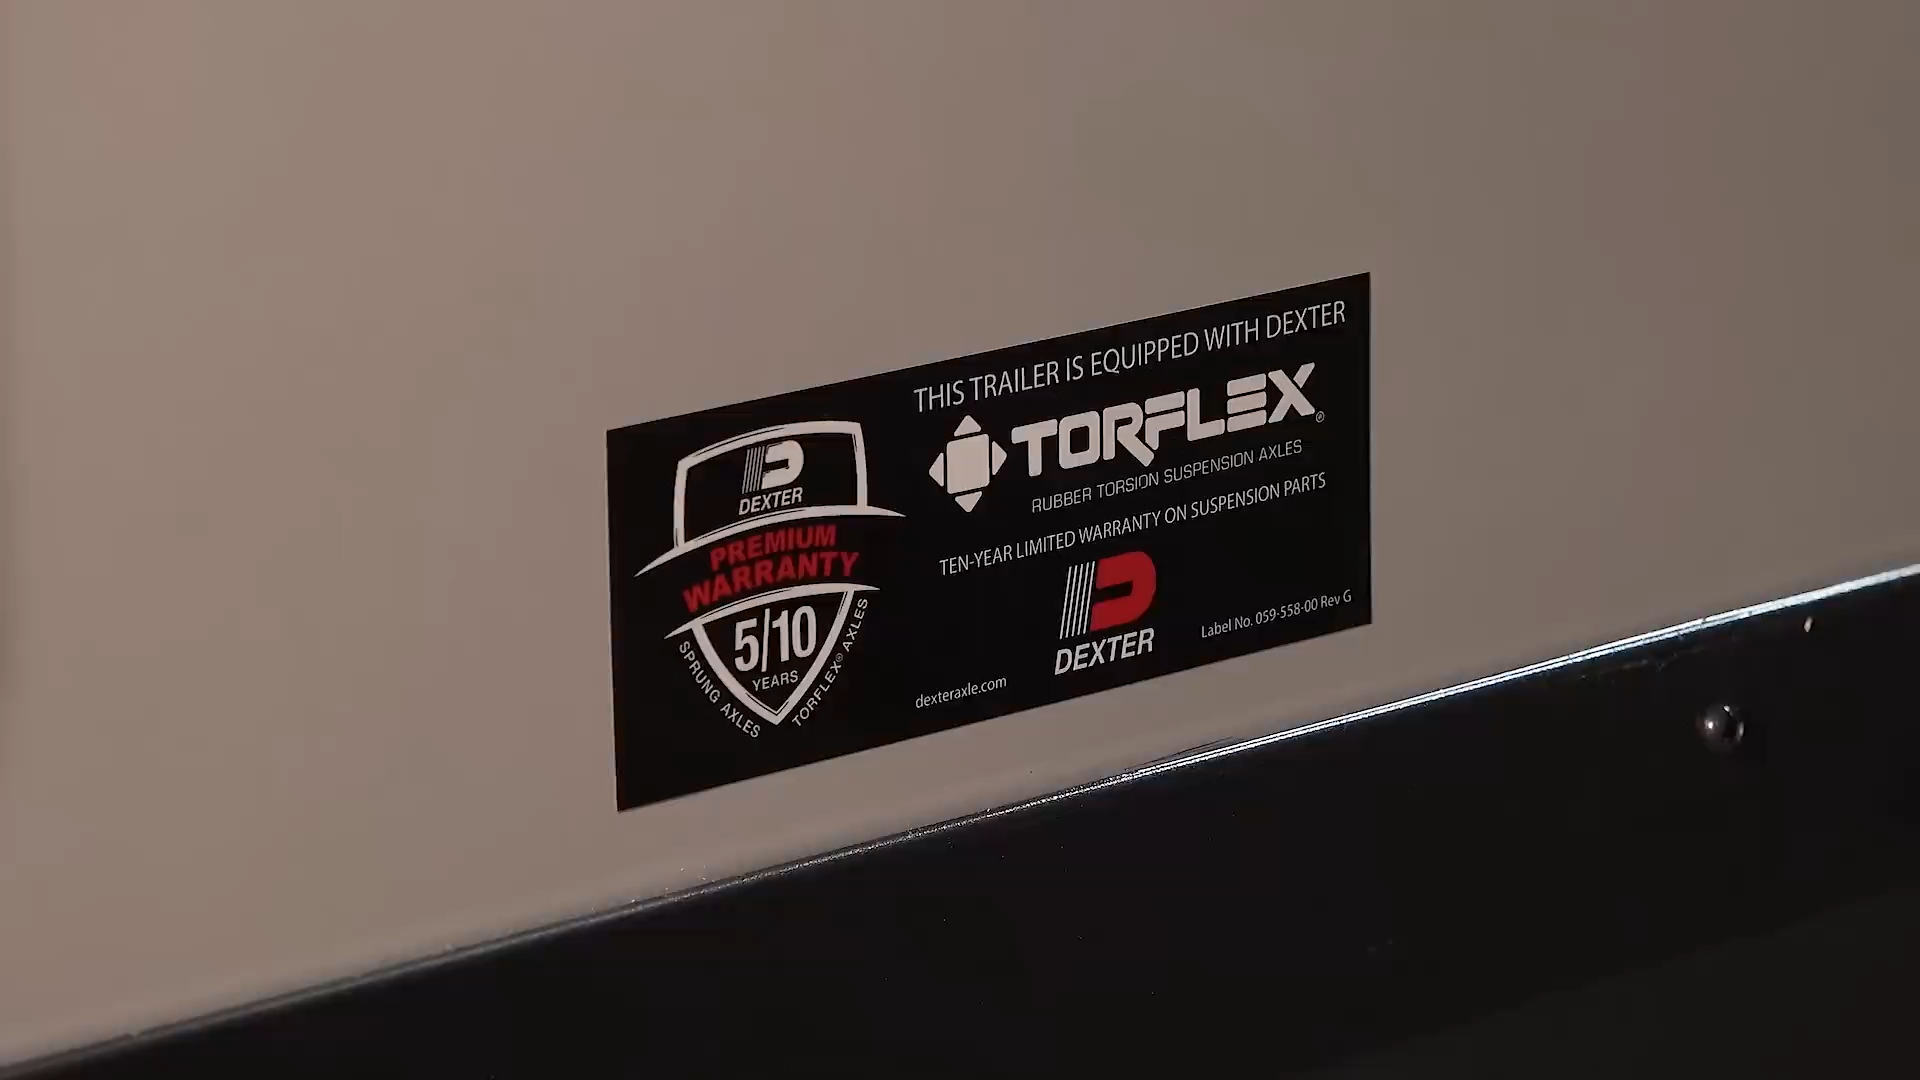 DEXTER
PREMIUM
WARRANTY
5/10
YEARS
SPRUNG AXLES
TORFLEX® AXLES
THIS TRAILER IS EQUIPPED WITH DEXTER
TORFLEX®
RUBBER TORSION SUSPENSION AXLES
TEN-YEAR LIMITED WARRANTY ON SUSPENSION PARTS
DEXTER
dexteraxle.com
Label No. 059-558-00 Rev G